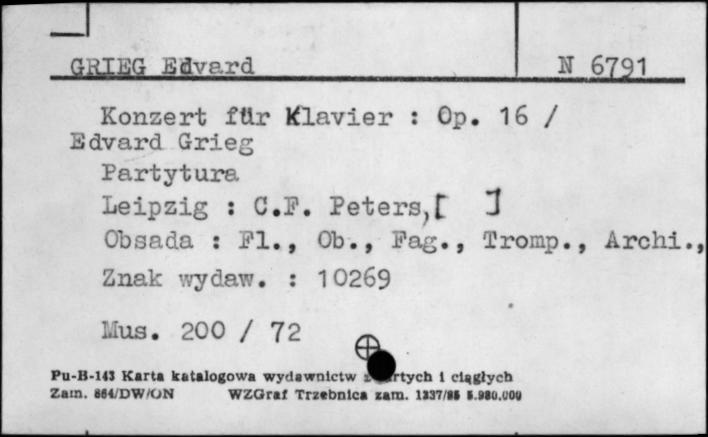 GRIEG Edvard N 6791
Konzert für Klavier : Op. 16 /
Edvard Grieg
Partytura
Leipzig : C.F. Peters,[ ]
Obsada : Fl., Ob., Fag., Tromp., Archi.,
Znak wydaw. : 10269
Mus. 200 / 72
Pu-B-143 Karta katalogowa wydawnictw i ciągłych
Zam. 864/DW/ON WZGraf Trzebnica zam. 1337/85 5.980.000